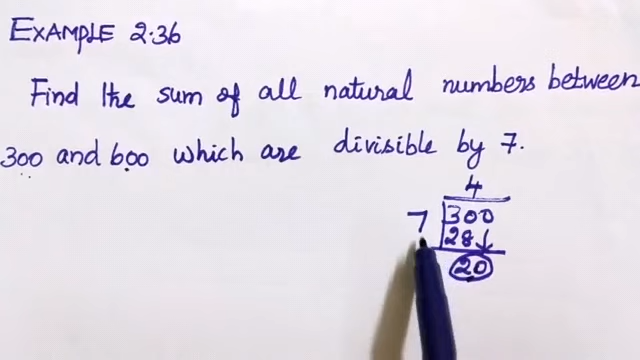 EXAMPLE 2.36
Find the sum of all natural numbers between
300 and 600 which are divisible by 7.
4
7 300
28↓
20